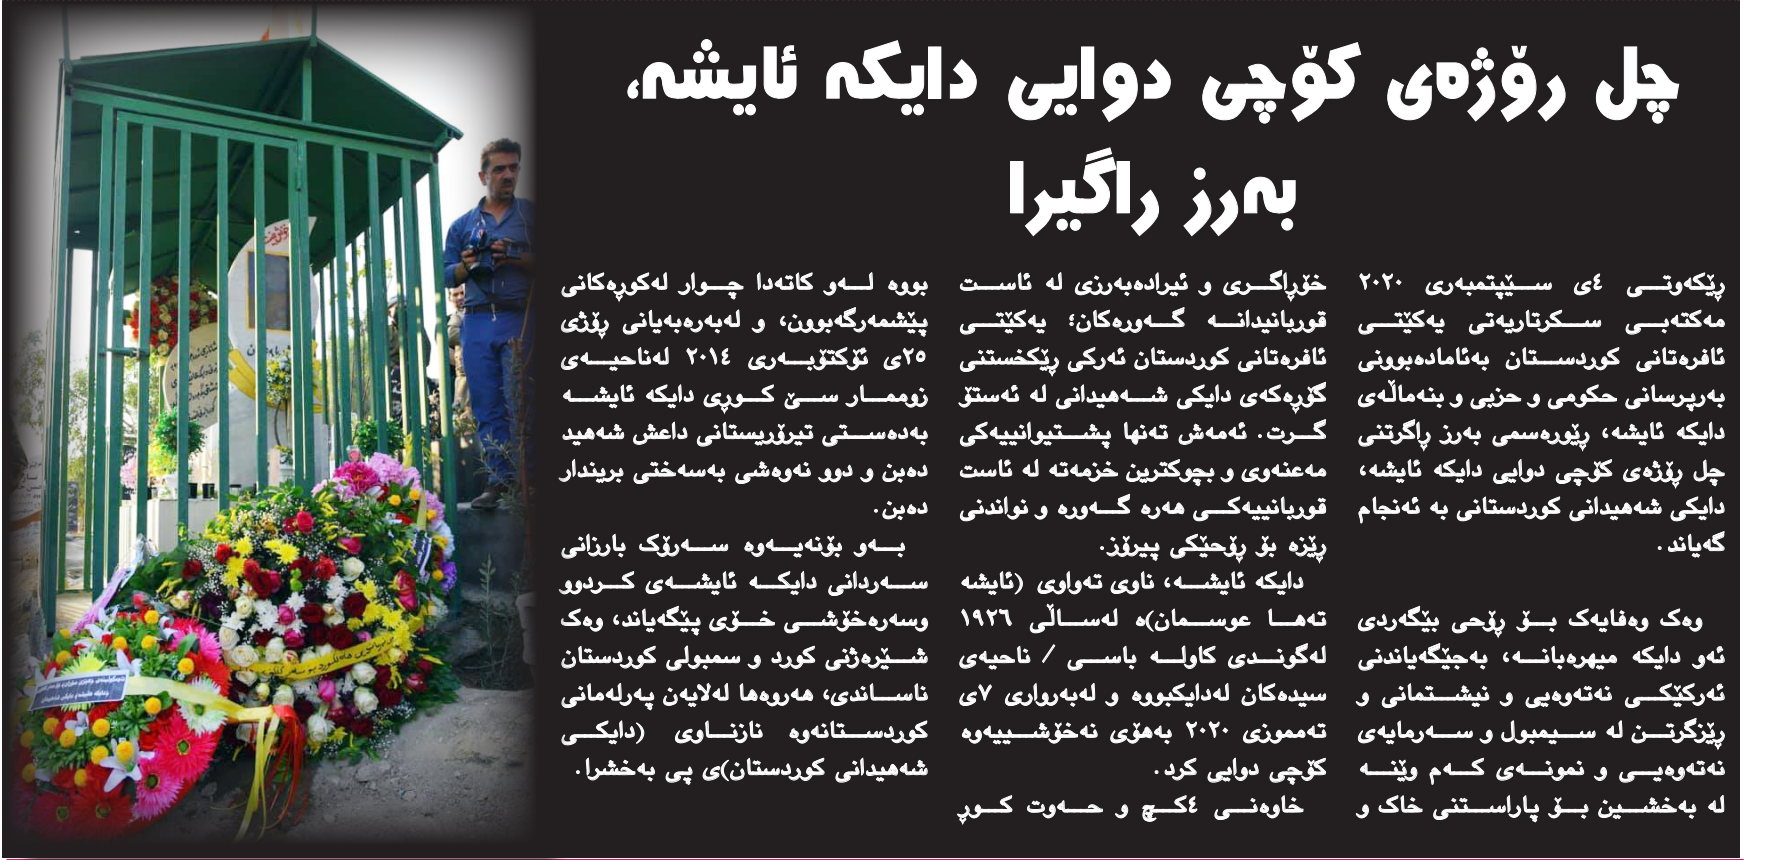 چل رۆژەی کۆچی دوایی دایکە ئایشە،
بەرز راگیرا
ڕێکەوتی ٤ی سێپتمبەری ٢٠٢٠
مەکتەبی سکرتاریەتی یەکێتی
ئافرەتانی کوردستان بەئامادەبوونی
بەرپرسانی حکومی و حزبی و بنەماڵەی
دایکە ئایشە، ڕێورەسمی بەرز ڕاگرتنی
چل ڕۆژەی کۆچی دوایی دایکە ئایشە،
دایکی شەهیدانی کوردستانی بە ئەنجام
گەیاند.
وەک وەفایەک بۆ ڕۆحی بێگەردی
ئەو دایکە میهرەبانە، بەجێگەیاندنی
ئەرکێکی نەتەوەیی و نیشتمانی و
ڕێزگرتن لە سیمبول و سەرمایەی
نەتەوەیی و نمونەی کەم وێنە
لە بەخشین بۆ پاراستنی خاک و
خۆڕاگری و ئیرادەبەرزی لە ئاست
قوربانیدانە گەورەکان؛ یەکێتی
ئافرەتانی کوردستان ئەرکی ڕێکخستنی
گۆڕەکەی دایکی شەهیدانی لە ئەستۆ
گرت. ئەمەش تەنها پشتیوانییەکی
مەعنەوی و بچوکترین خزمەتە لە ئاست
قوربانییەکی هەرە گەورە و نواندنی
ڕێزە بۆ ڕۆحێکی پیرۆز.
دایکە ئایشە، ناوی تەواوی (ئایشە
تەها عوسمان)ە لەساڵی ١٩٢٦
لەگوندی کاولە باسی / ناحیەی
سیدەکان لەدایکبووە و لەبەرواری ٧ی
تەمموزی ٢٠٢٠ بەهۆی نەخۆشییەوە
کۆچی دوایی کرد.
خاوەنی ٤کچ و حەوت کوڕ
بووە لەو کاتەدا چوار لەکوڕەکانی
پێشمەرگەبوون، و لەبەرەبەیانی ڕۆژی
٢٥ی ئۆکتۆبەری ٢٠١٤ لەناحیەی
زوممار سێ کوڕی دایکە ئایشە
بەدەستی تیرۆریستانی داعش شەهید
دەبن و دوو نەوەشی بەسەختی بریندار
دەبن.
بەو بۆنەیەوە سەرۆک بارزانی
سەردانی دایکە ئایشەی کردوو
وسەرەخۆشی خۆی پێگەیاند، وەک
شێرەژنی کورد و سمبولی کوردستان
ناساندی، هەروەها لەلایەن پەرلەمانی
کوردستانەوە نازناوی (دایکی
شەهیدانی کوردستان)ی پی بەخشرا.